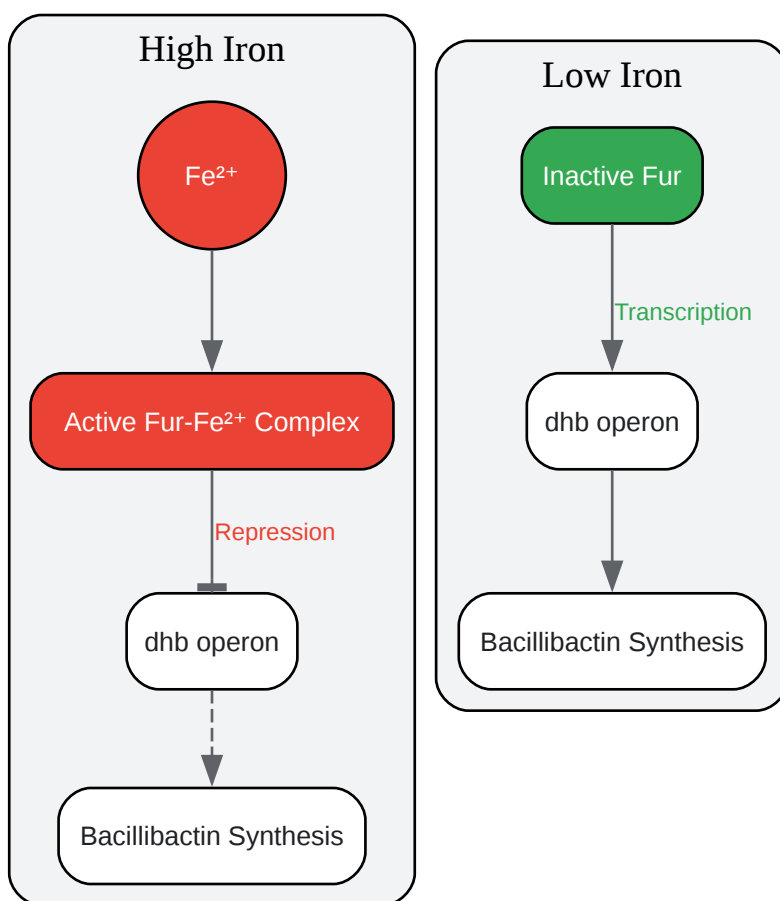 High Iron
Fe²⁺
Active Fur-Fe²⁺ Complex
Repression
dhb operon
Bacillibactin Synthesis
Low Iron
Inactive Fur
Transcription
dhb operon
Bacillibactin Synthesis